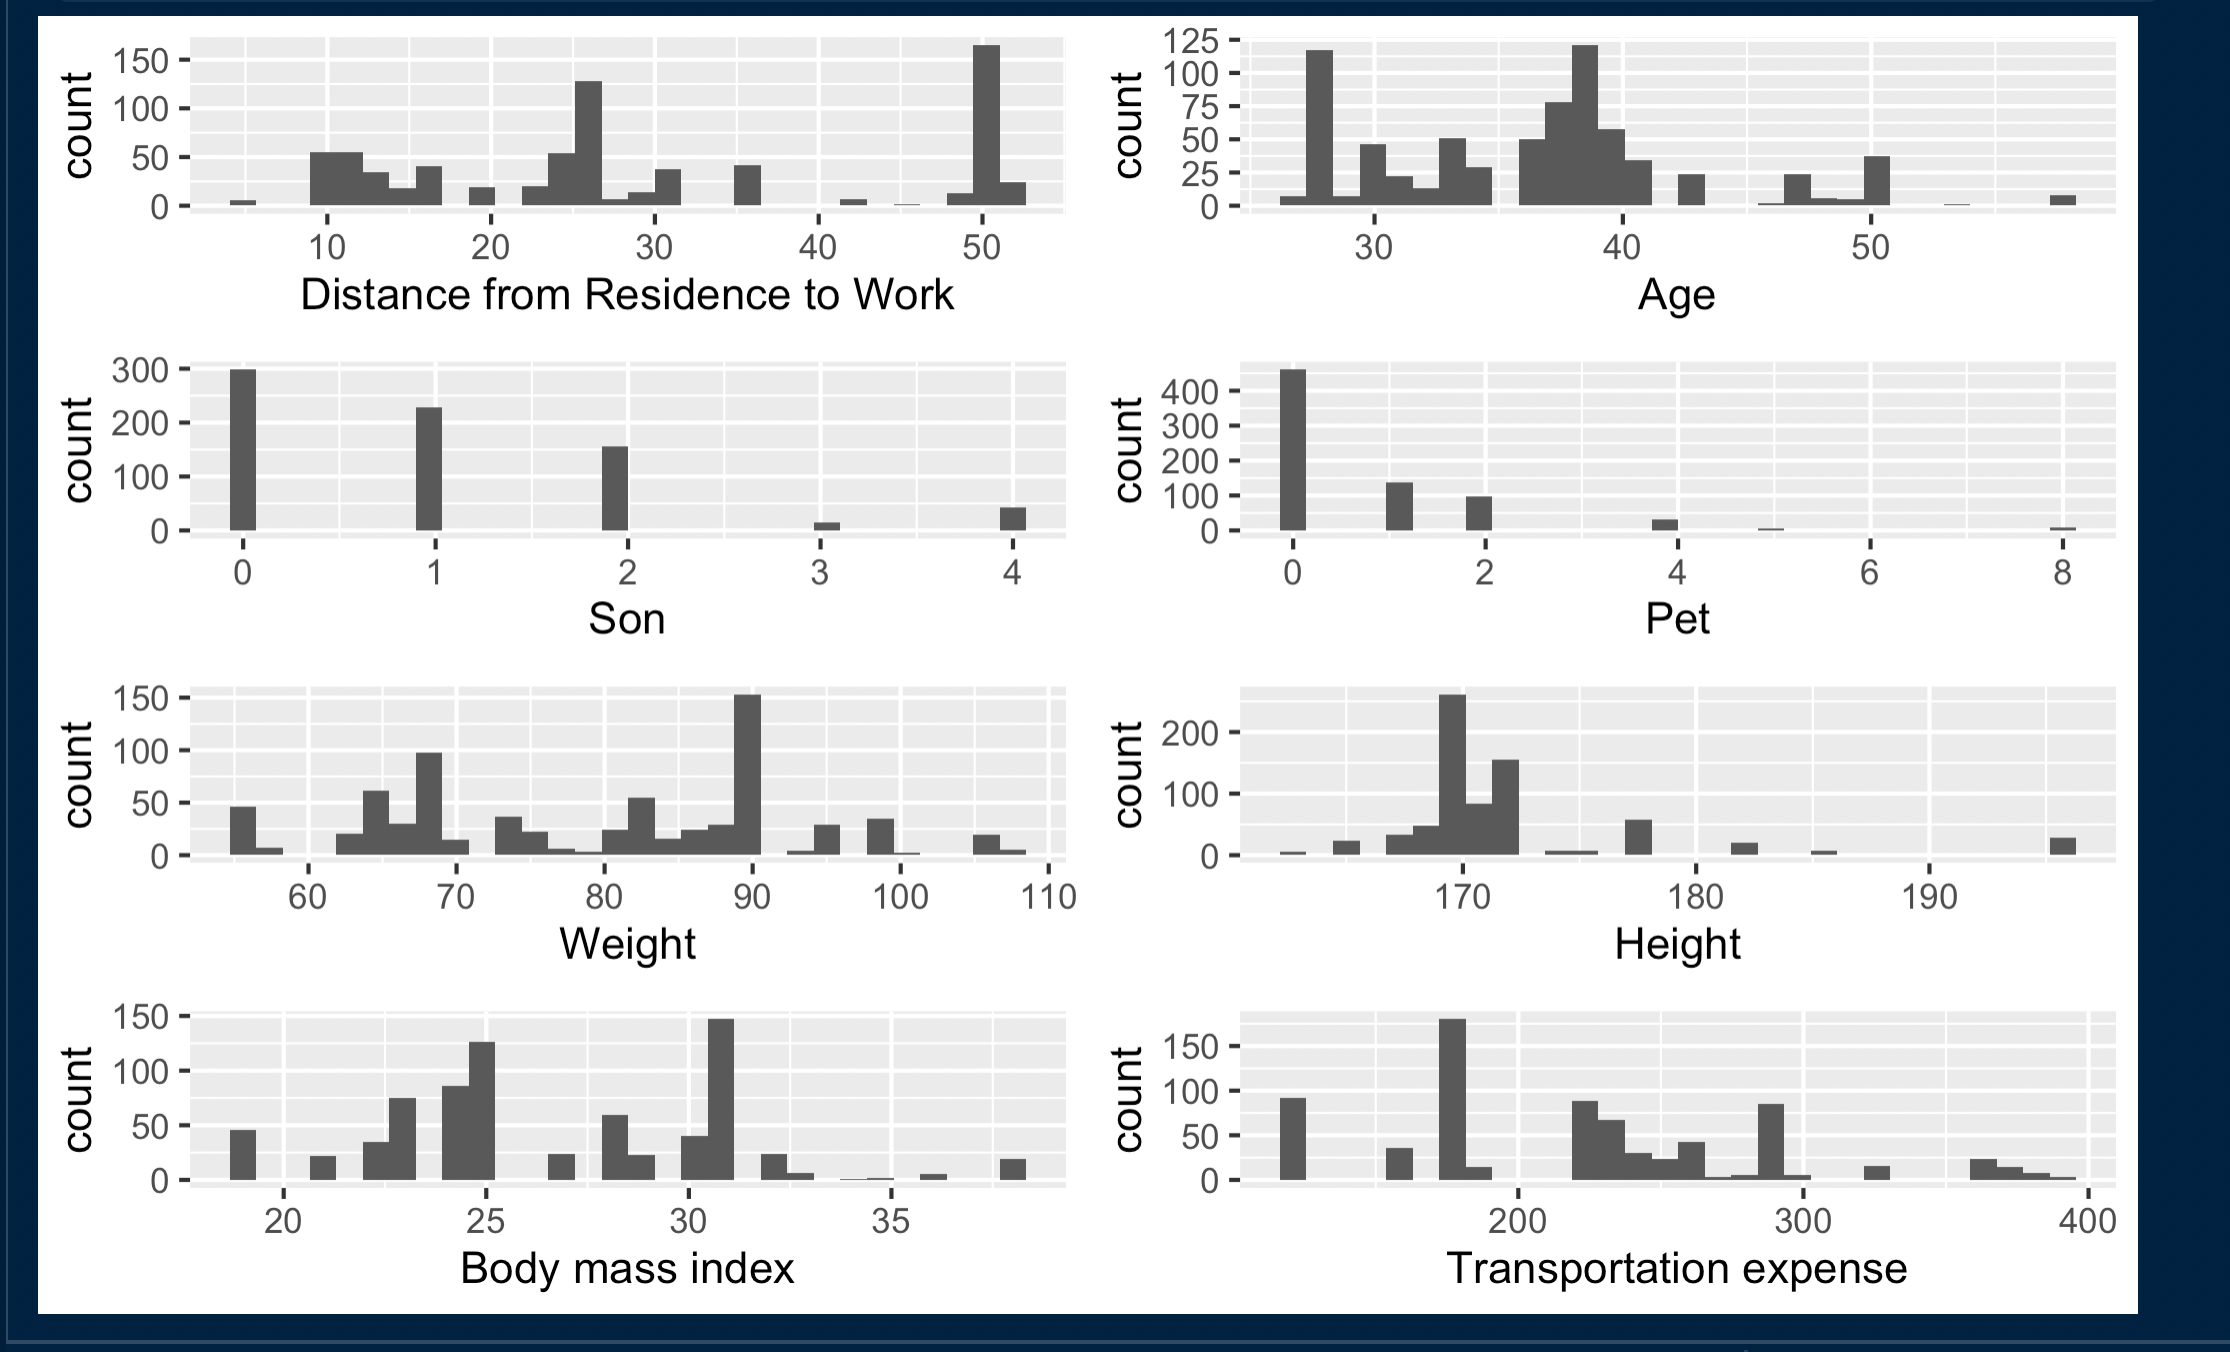 count
150
100
50
0
10 20 30 40 50
Distance from Residence to Work
count
125
100
75
50
25
0
30 40 50
Age
count
300
200
100
0
0 1 2 3 4
Son
count
400
300
200
100
0
0 2 4 6 8
Pet
count
150
100
50
0
60 70 80 90 100 110
Weight
count
200
100
0
170 180 190
Height
count
150
100
50
0
20 25 30 35
Body mass index
count
150
100
50
0
200 300 400
Transportation expense